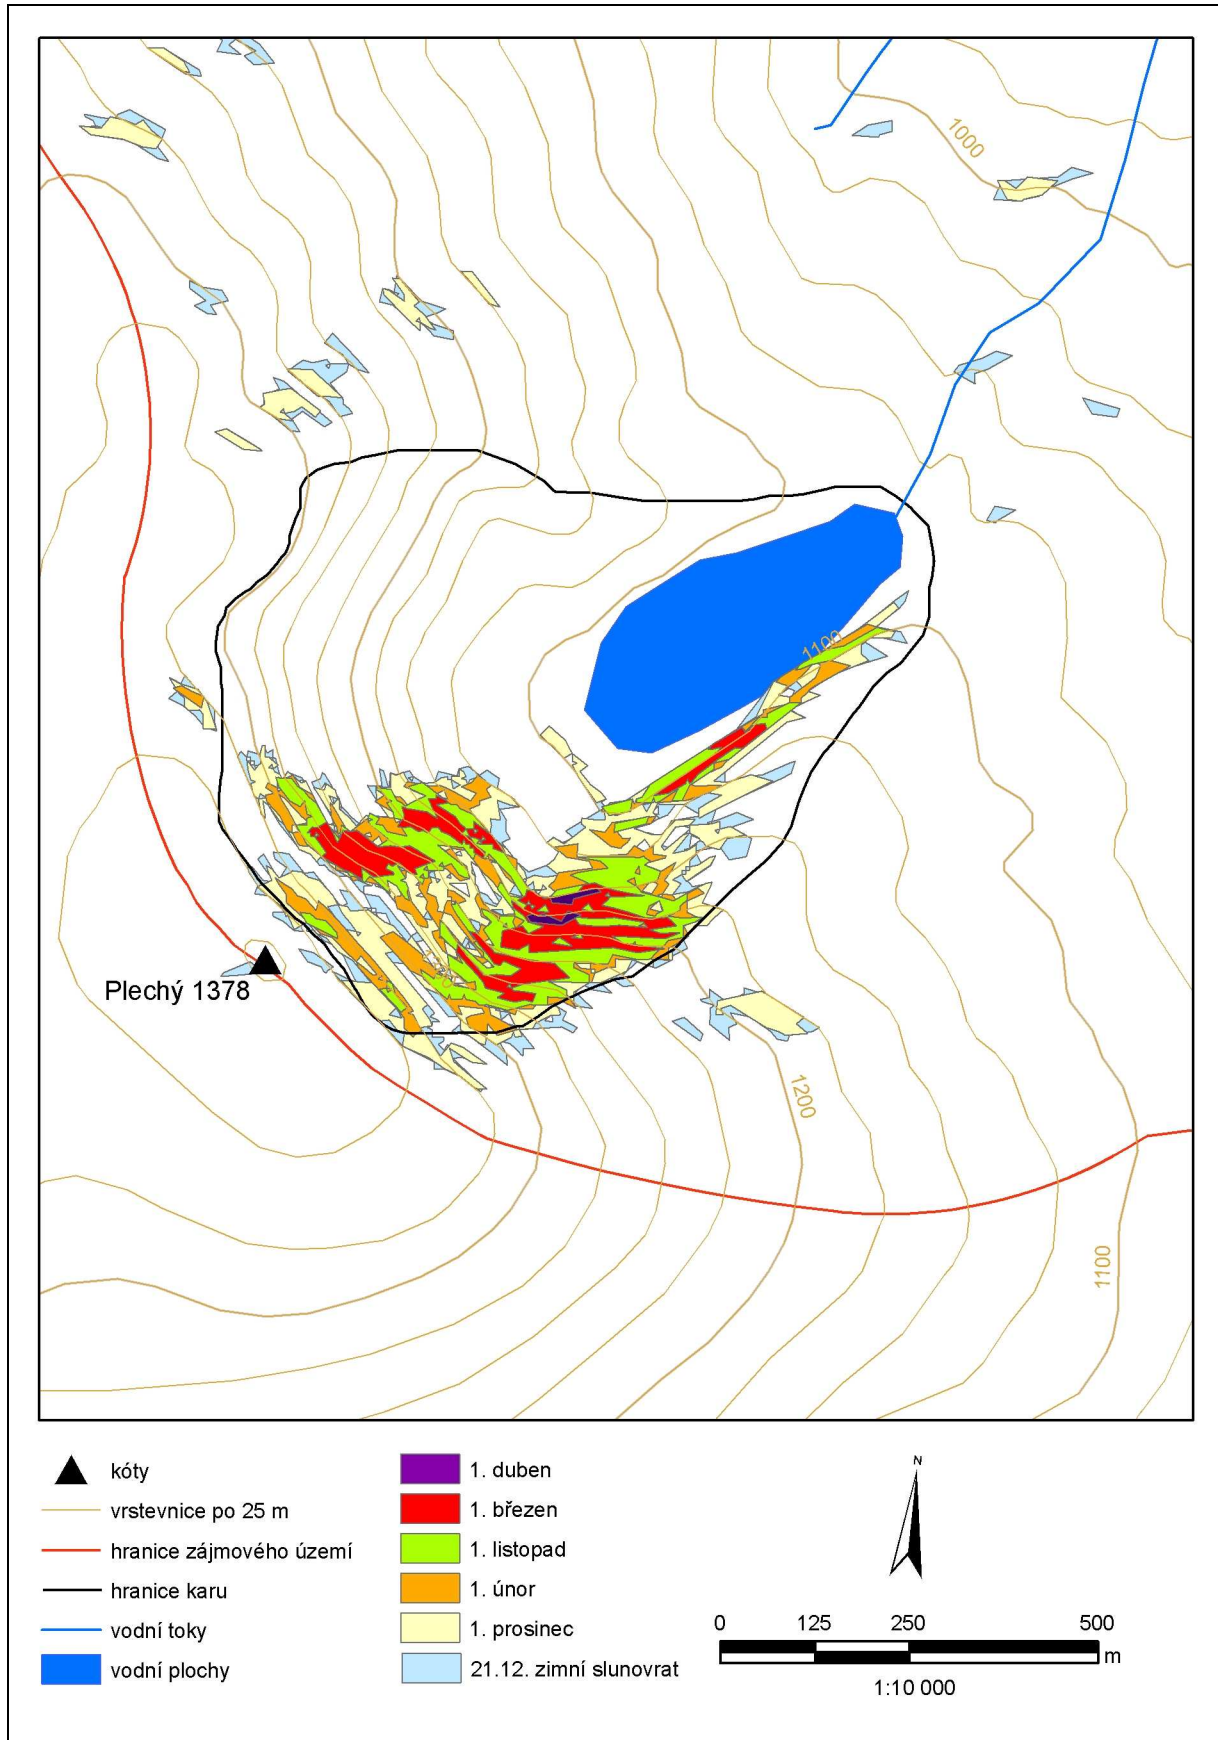 1000
1100
Plechý 1378
1200
1100
kóty
vrstevnice po 25 m
hranice zájmového území
hranice karu
vodní toky
vodní plochy
1. duben
1. březen
1. listopad
1. únor
1. prosinec
21.12. zimní slunovrat
N
0 125 250 500
m
1:10 000